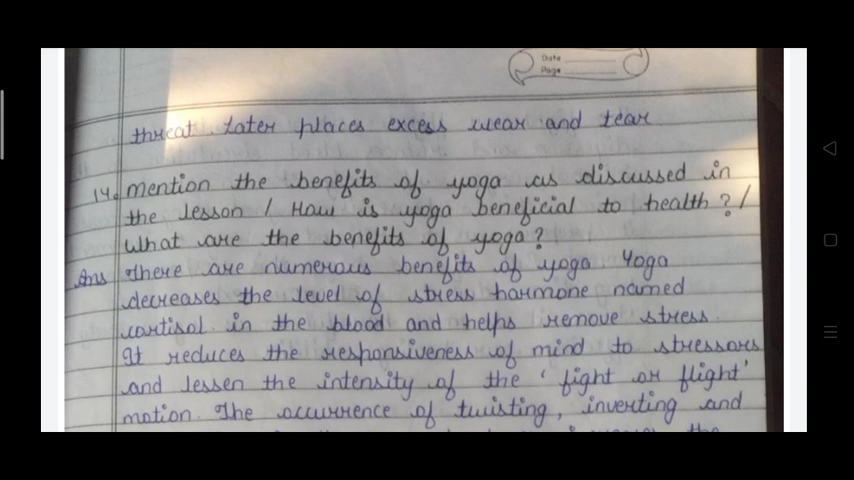 Date
Page
threat. Later places excess wear and tear
14. Mention the benefits of yoga as discussed in
the lesson / How is yoga beneficial to health? /
What are the benefits of yoga?
Ans There are numerous benefits of yoga. Yoga
decreases the level of stress harmone named
cortisol in the blood and helps remove stress.
It reduces the responsiveness of mind to stressors
and lessen the intensity of the 'fight or flight'
motion. The occurrence of twisting, inverting and
the